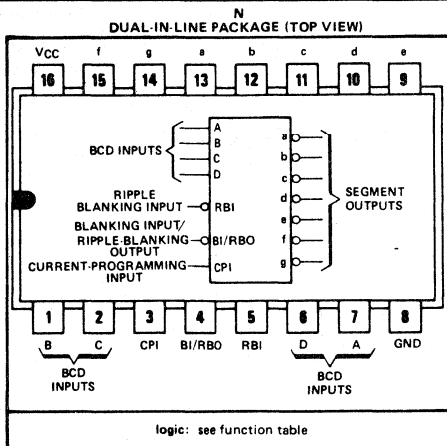 N
DUAL-IN-LINE PACKAGE (TOP VIEW)
VCC f g a b c d e
16 15 14 13 12 11 10 9
BCD INPUTS
A
B
C
D
RIPPLE
BLANKING INPUT
RBI
BLANKING INPUT/
RIPPLE-BLANKING
OUTPUT
BI/RBO
CURRENT-PROGRAMMING
INPUT
CPI
a
b
c
d
e
f
g
SEGMENT
OUTPUTS
1 2 3 4 5 6 7 8
B C CPI BI/RBO RBI D A GND
BCD
INPUTS
BCD
INPUTS
logic: see function table